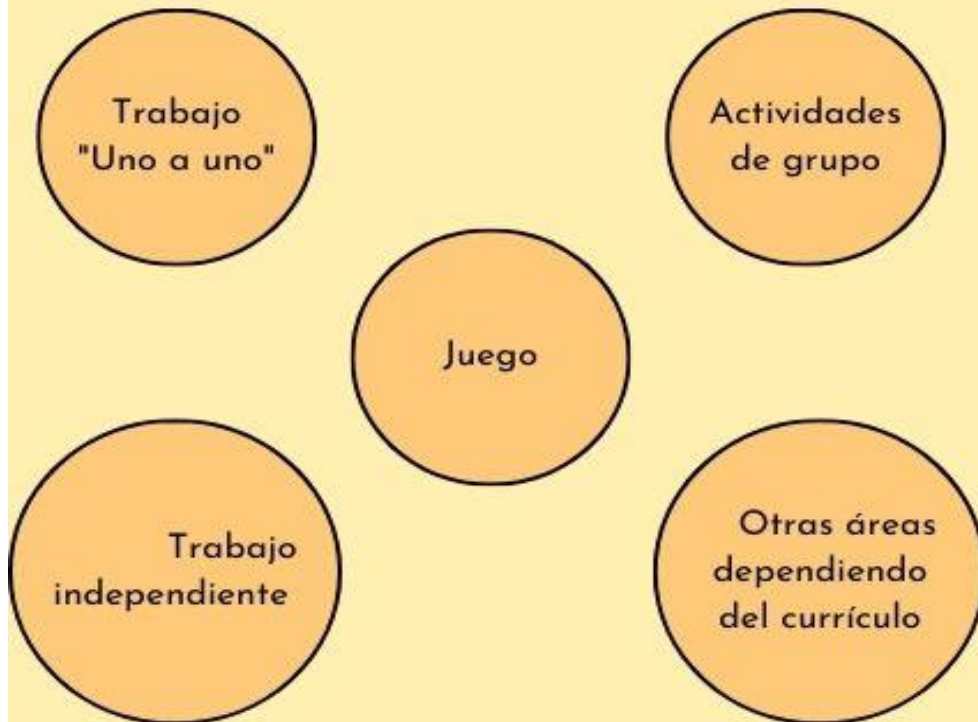 Trabajo
"Uno a uno"
Actividades
de grupo
Juego
Trabajo
independiente
Otras áreas
dependiendo
del currículo